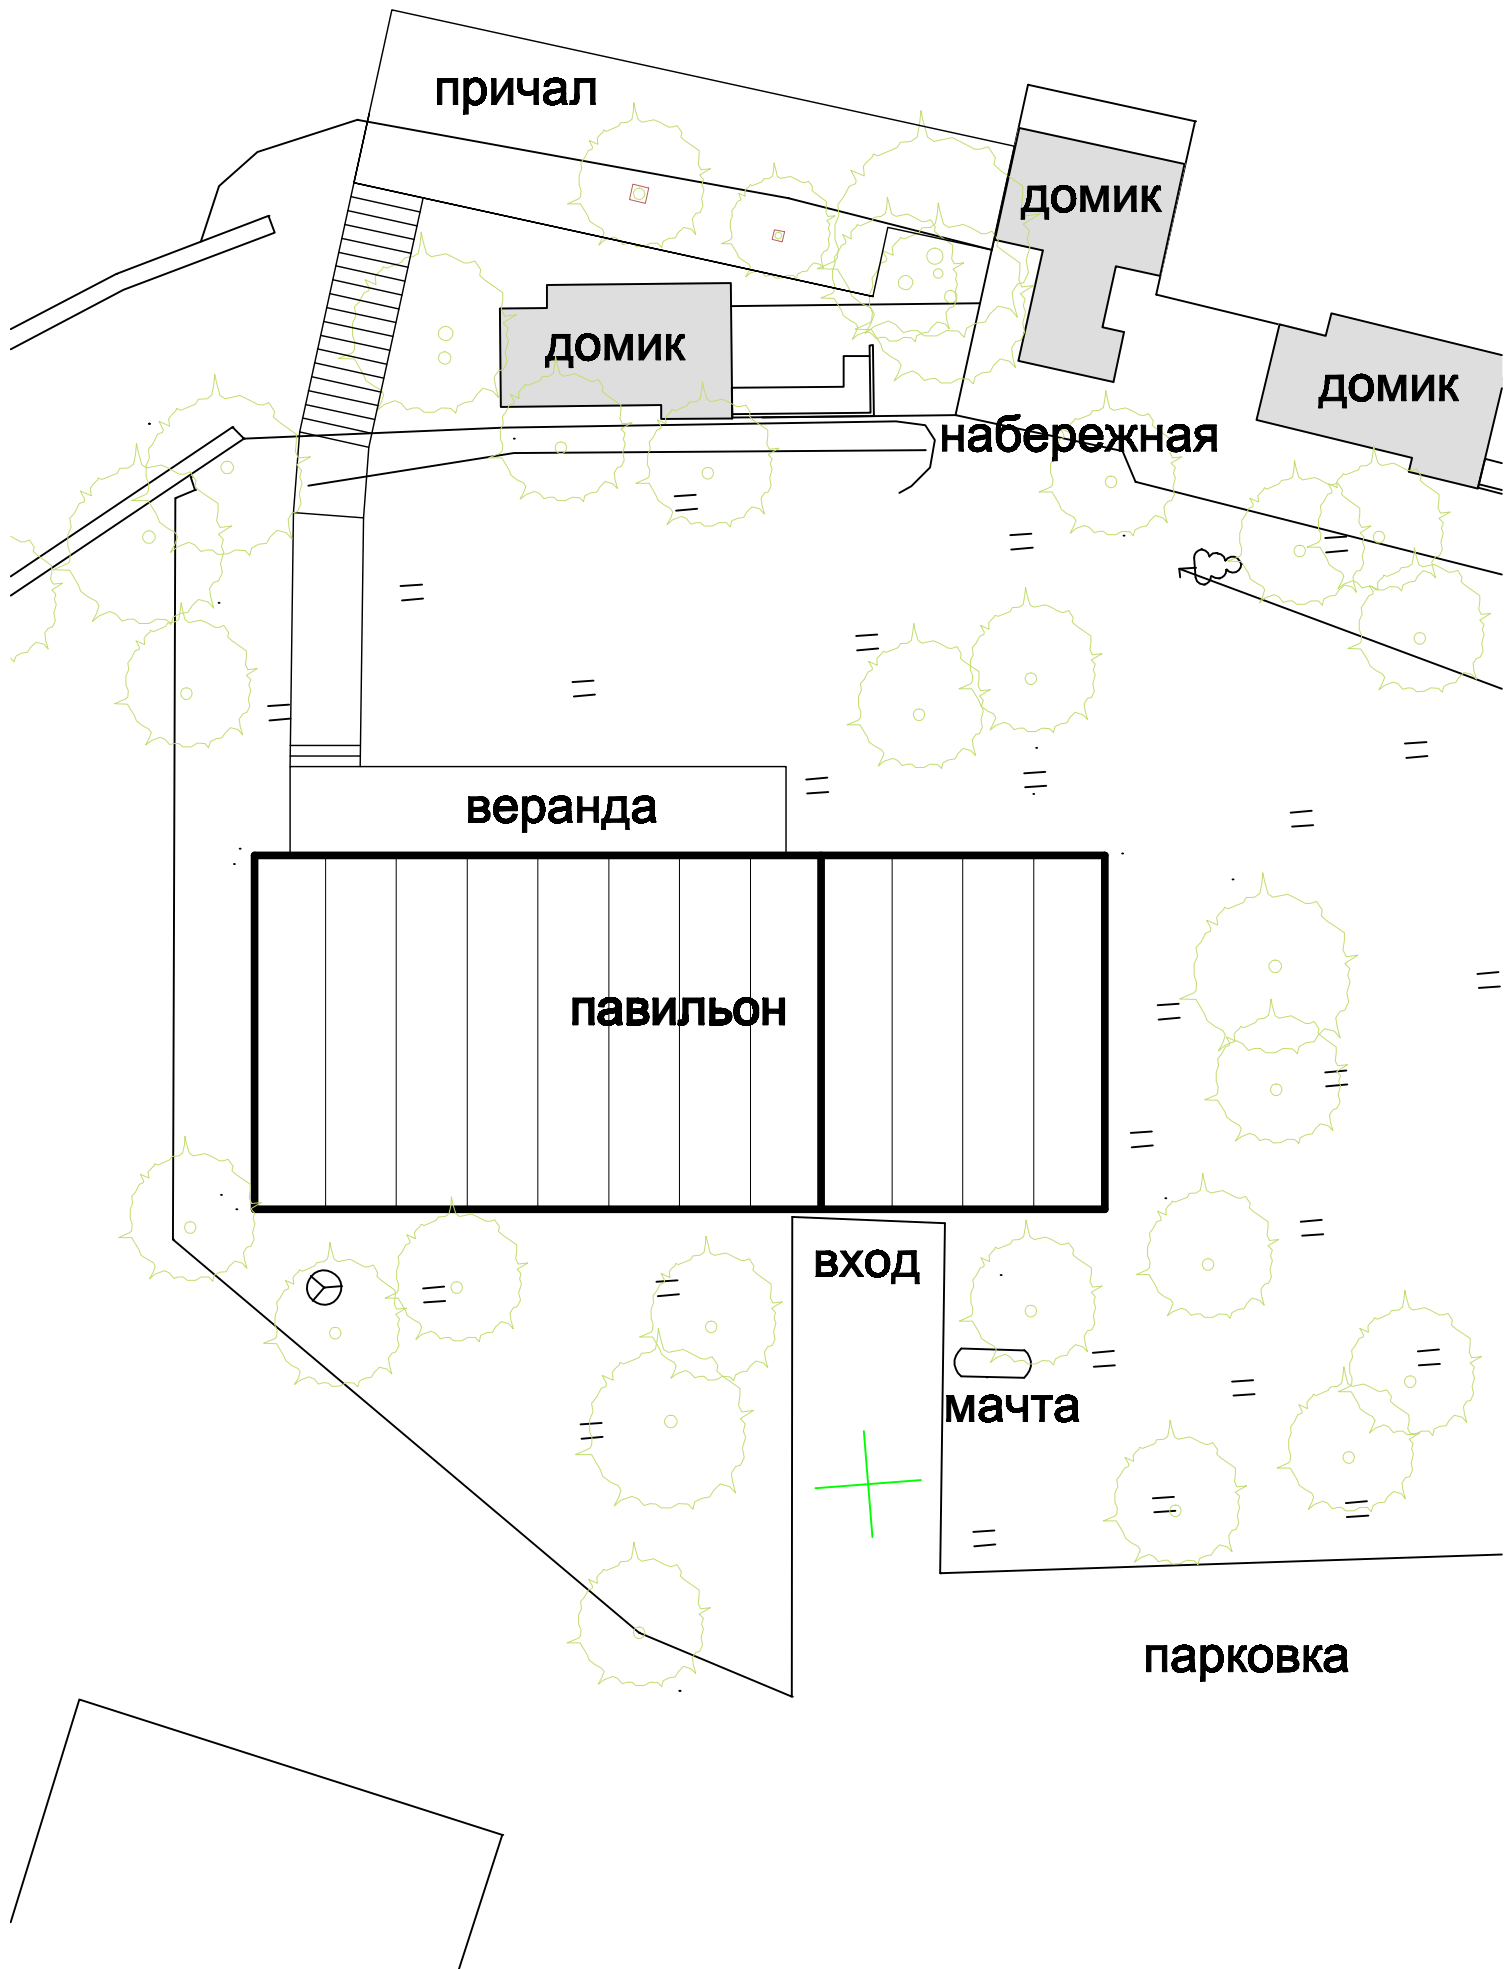 причал
домик
домик
домик
набережная
веранда
павильон
вход
мачта
парковка